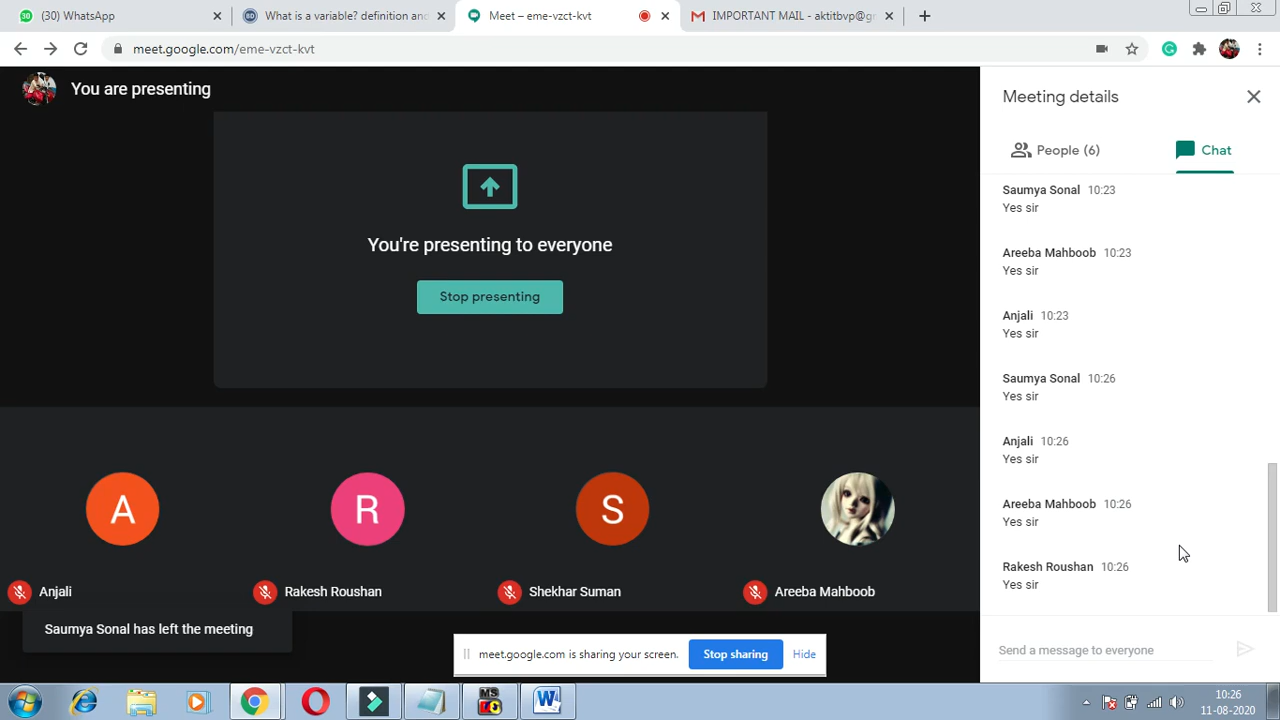 (30) WhatsApp
What is a variable? definition and
Meet – eme-vzct-kvt
IMPORTANT MAIL - aktitbvp@gr
meet.google.com/eme-vzct-kvt
You are presenting
You're presenting to everyone
Stop presenting
A
R
S
Anjali
Rakesh Roushan
Shekhar Suman
Areeba Mahboob
Saumya Sonal has left the meeting
meet.google.com is sharing your screen.
Stop sharing
Hide
Meeting details
People (6)
Chat
Saumya Sonal 10:23
Yes sir
Areeba Mahboob 10:23
Yes sir
Anjali 10:23
Yes sir
Saumya Sonal 10:26
Yes sir
Anjali 10:26
Yes sir
Areeba Mahboob 10:26
Yes sir
Rakesh Roushan 10:26
Yes sir
Send a message to everyone
10:26
11-08-2020